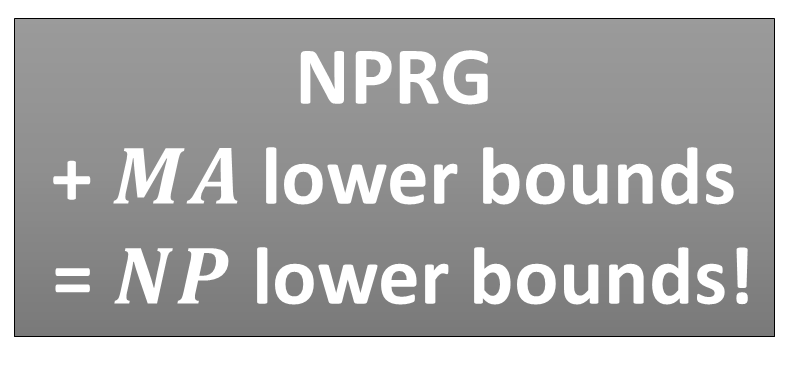 NPRG
+ MA lower bounds
= NP lower bounds!